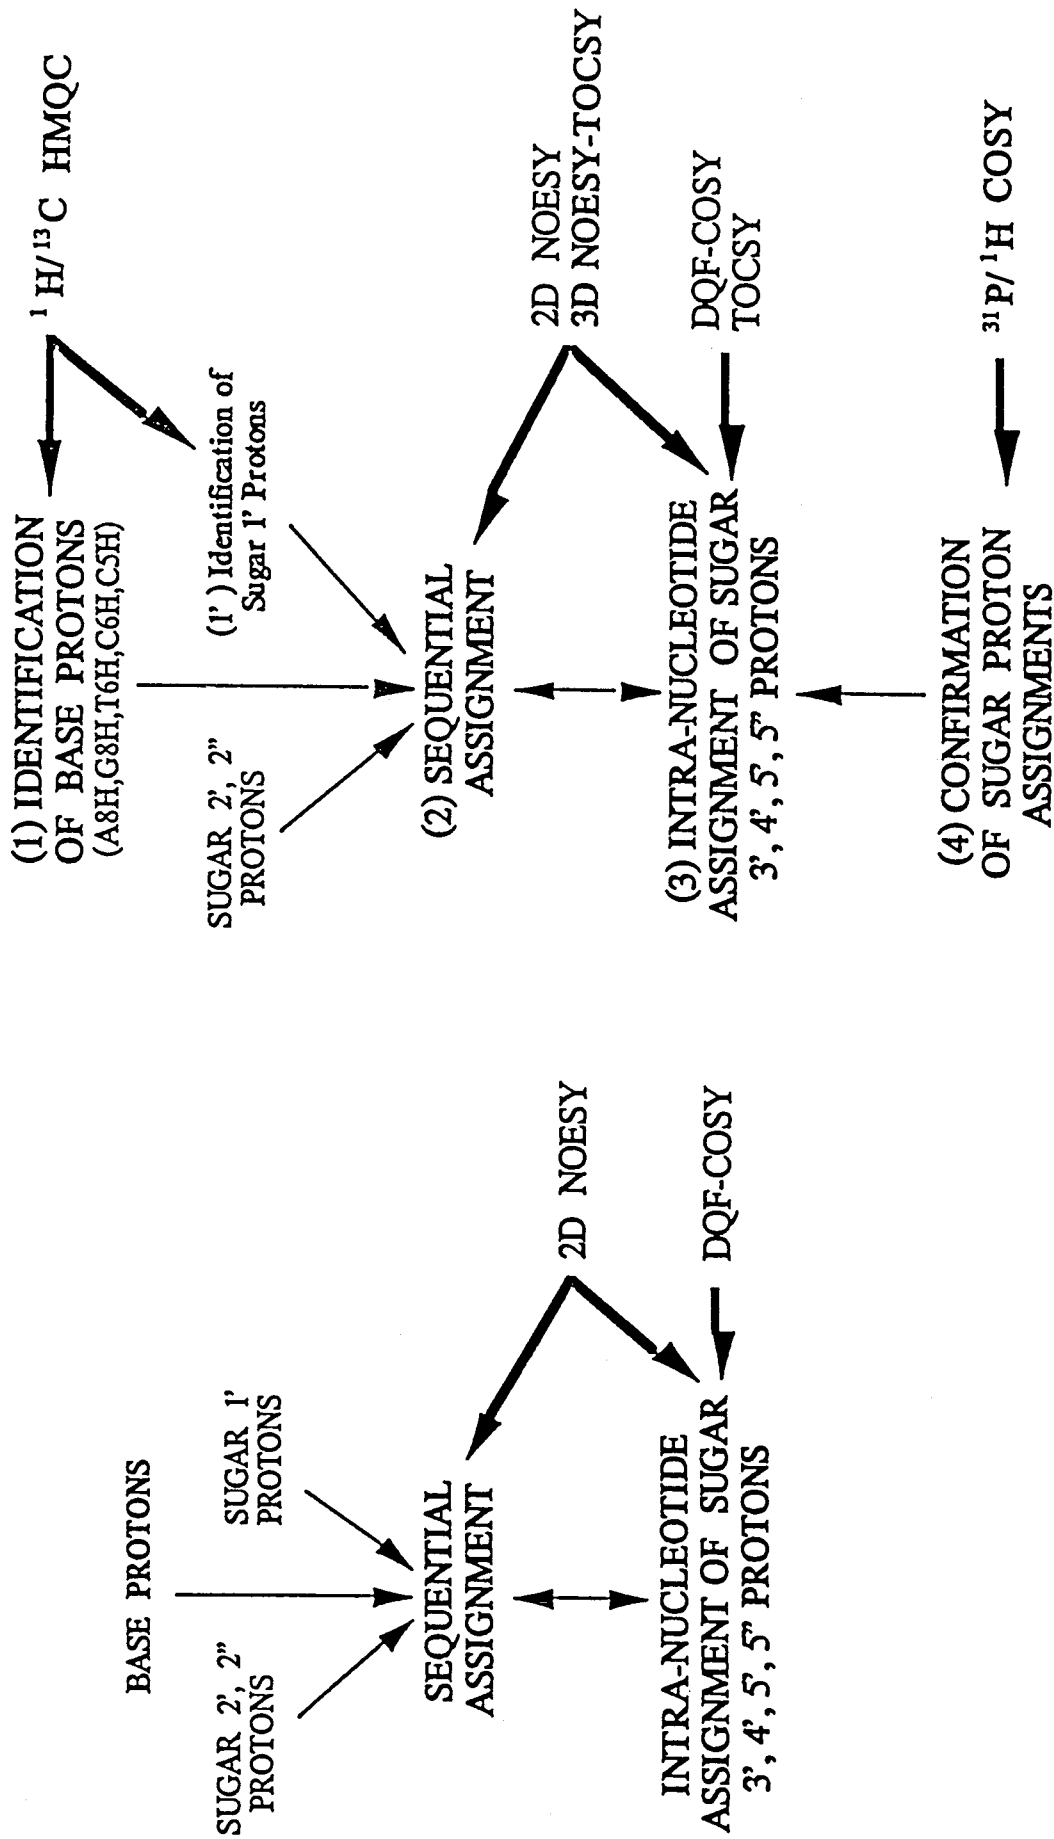 BASE PROTONS
SUGAR 2', 2"
PROTONS
SUGAR 1'
PROTONS
SEQUENTIAL
ASSIGNMENT
2D NOESY
INTRA-NUCLEOTIDE
ASSIGNMENT OF SUGAR
3', 4', 5', 5" PROTONS
DQF-COSY
(1) IDENTIFICATION
OF BASE PROTONS
(A8H,G8H,T6H,C6H,C5H)
¹H/¹³C HMQC
(1') Identification of
Sugar 1' Protons
SUGAR 2', 2"
PROTONS
(2) SEQUENTIAL
ASSIGNMENT
2D NOESY
3D NOESY-TOCSY
(3) INTRA-NUCLEOTIDE
ASSIGNMENT OF SUGAR
3', 4', 5', 5" PROTONS
DQF-COSY
TOCSY
(4) CONFIRMATION
OF SUGAR PROTON
ASSIGNMENTS
³¹P/¹H COSY